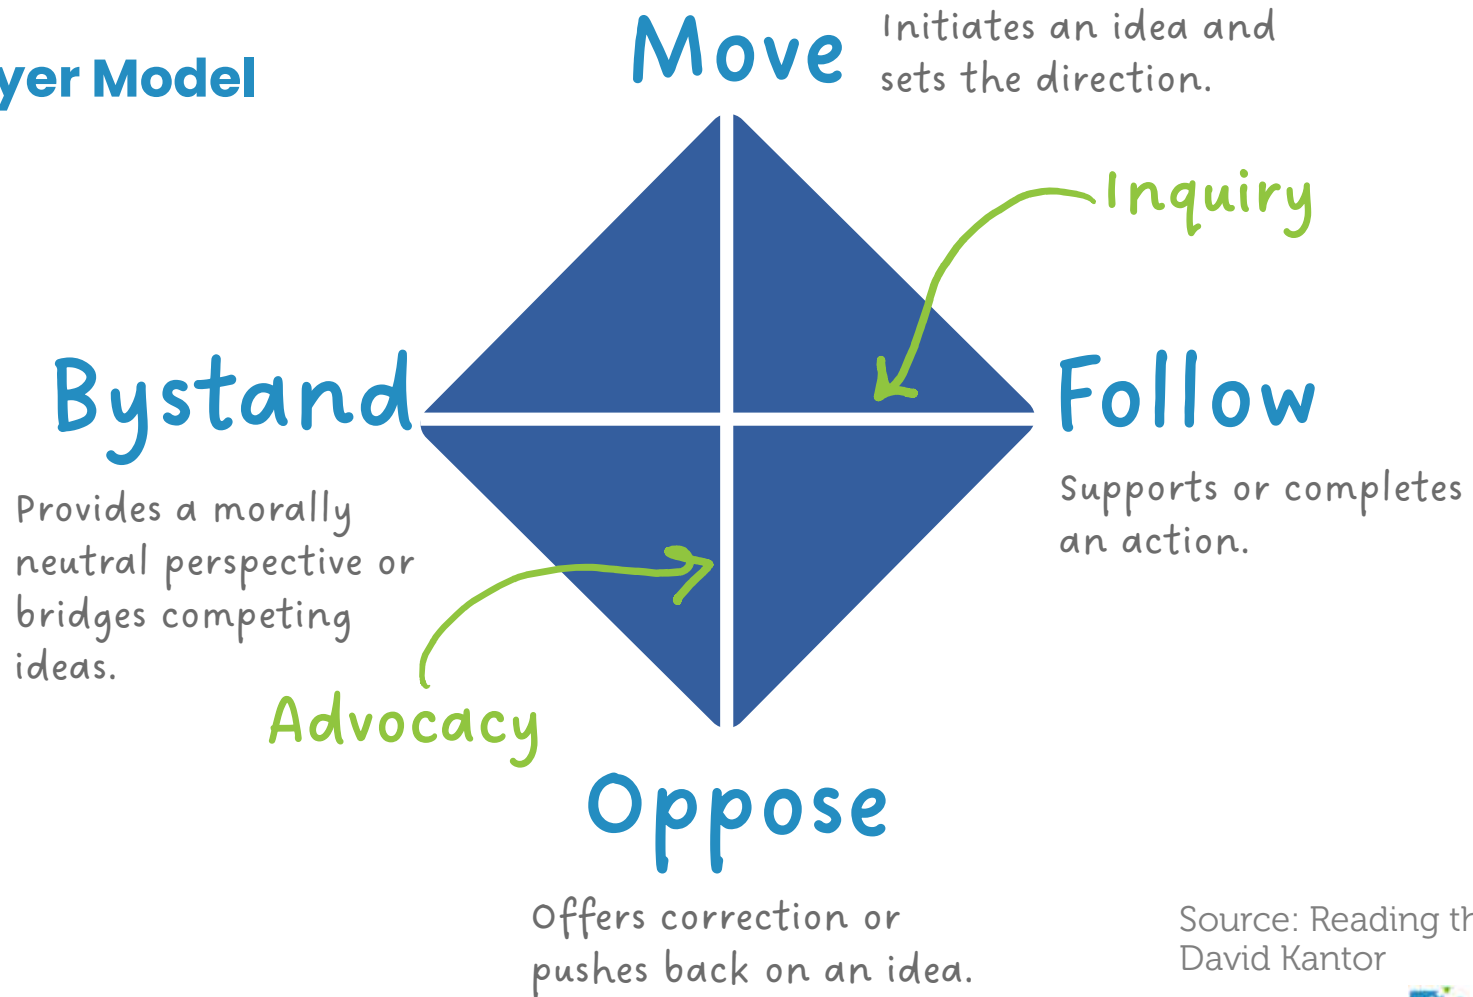 yer Model
Move
Initiates an idea and
sets the direction.
Inquiry
Bystand
Follow
Provides a morally
neutral perspective or
bridges competing
ideas.
Supports or completes
an action.
Advocacy
Oppose
Offers correction or
pushes back on an idea.
Source: Reading th
David Kantor